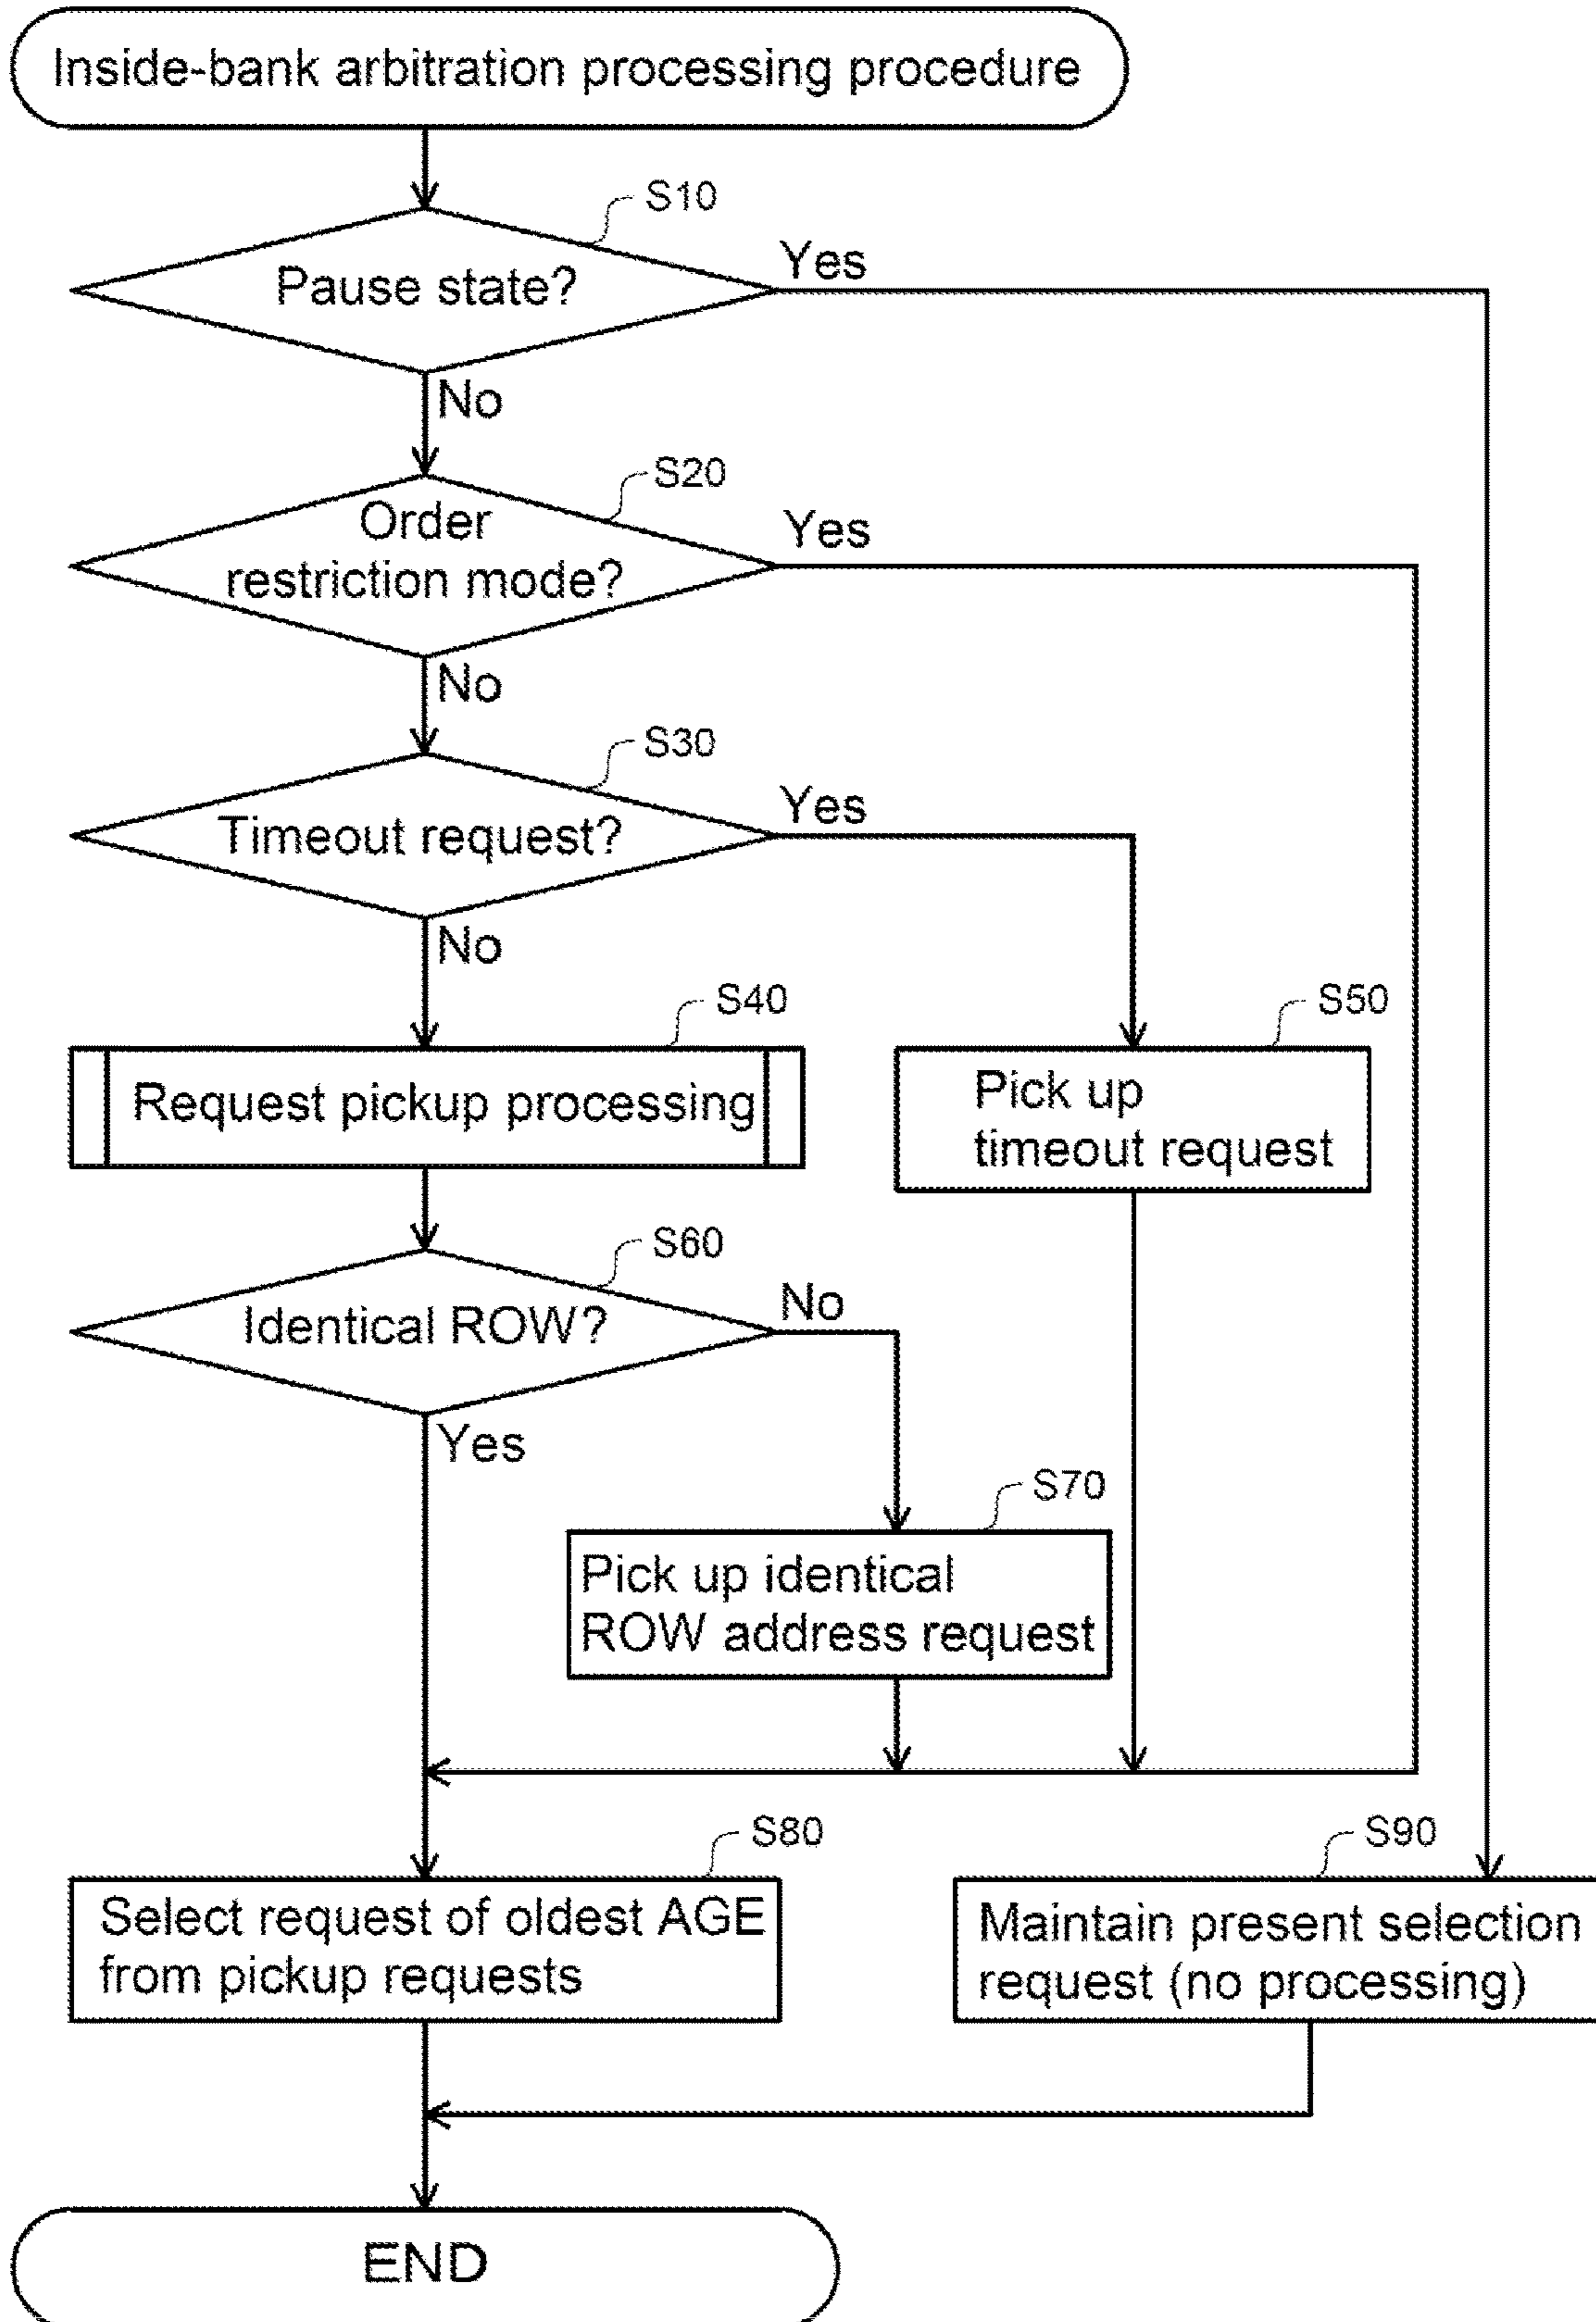 Inside-bank arbitration processing procedure
S10
Pause state?
Yes
No
S20
Order
restriction mode?
Yes
No
S30
Timeout request?
Yes
No
S40
Request pickup processing
S50
Pick up
timeout request
S60
Identical ROW?
No
Yes
S70
Pick up identical
ROW address request
S80
Select request of oldest AGE
from pickup requests
S90
Maintain present selection
request (no processing)
END